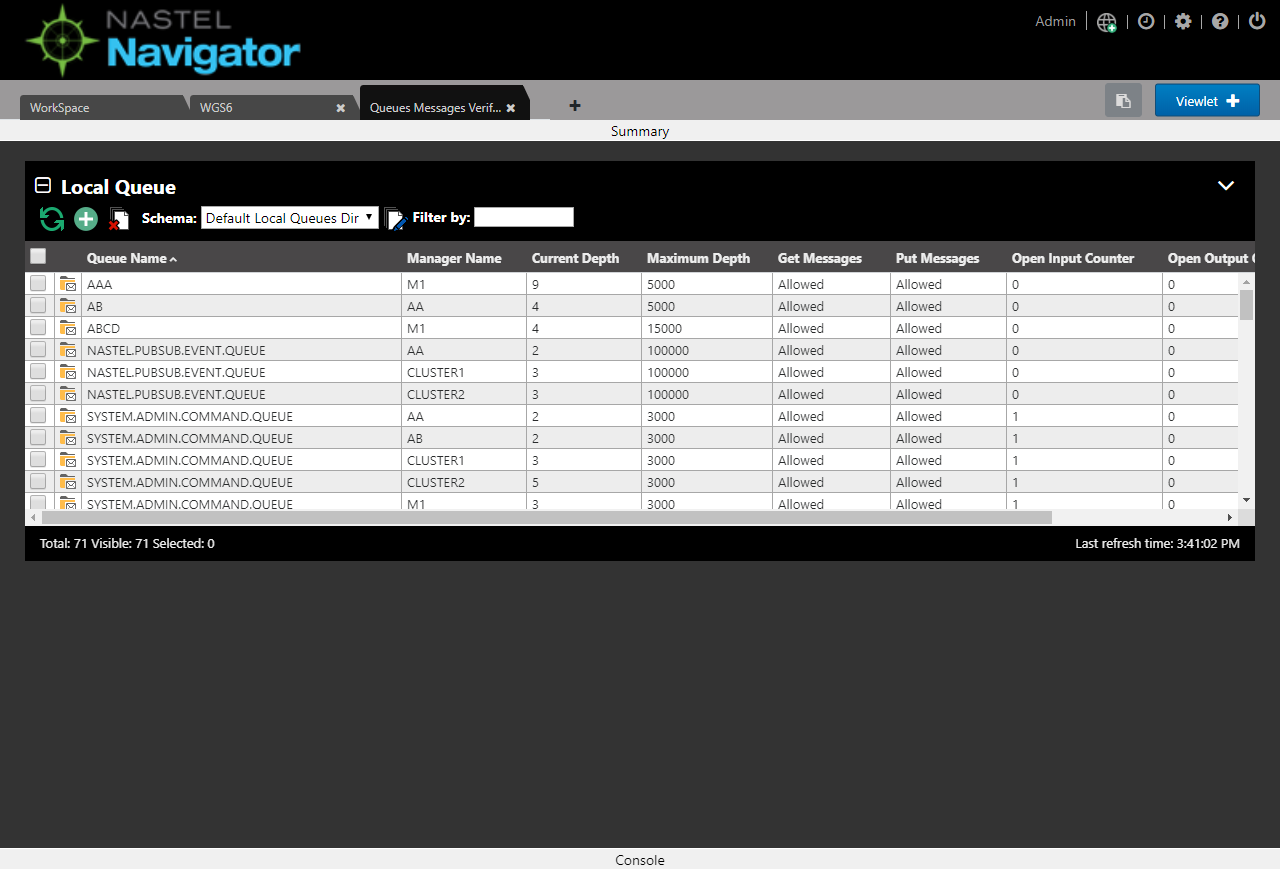 NASTEL
Navigator
Admin
WorkSpace WGS6 Queues Messages Verif... Viewlet
Summary
Local Queue
Schema: Default Local Queues Dir Filter by:
Queue Name Manager Name Current Depth Maximum Depth Get Messages Put Messages Open Input Counter Open Output
AAA M1 9 5000 Allowed Allowed 0 0
AB AA 4 5000 Allowed Allowed 0 0
ABCD M1 4 15000 Allowed Allowed 0 0
NASTEL.PUBSUB.EVENT.QUEUE AA 2 100000 Allowed Allowed 0 0
NASTEL.PUBSUB.EVENT.QUEUE CLUSTER1 3 100000 Allowed Allowed 0 0
NASTEL.PUBSUB.EVENT.QUEUE CLUSTER2 3 100000 Allowed Allowed 0 0
SYSTEM.ADMIN.COMMAND.QUEUE AA 2 3000 Allowed Allowed 1 0
SYSTEM.ADMIN.COMMAND.QUEUE AB 2 3000 Allowed Allowed 1 0
SYSTEM.ADMIN.COMMAND.QUEUE CLUSTER1 3 3000 Allowed Allowed 1 0
SYSTEM.ADMIN.COMMAND.QUEUE CLUSTER2 5 3000 Allowed Allowed 1 0
SYSTEM.ADMIN.COMMAND.QUEUE M1 3 3000 Allowed Allowed 1 0
Total: 71 Visible: 71 Selected: 0 Last refresh time: 3:41:02 PM
Console